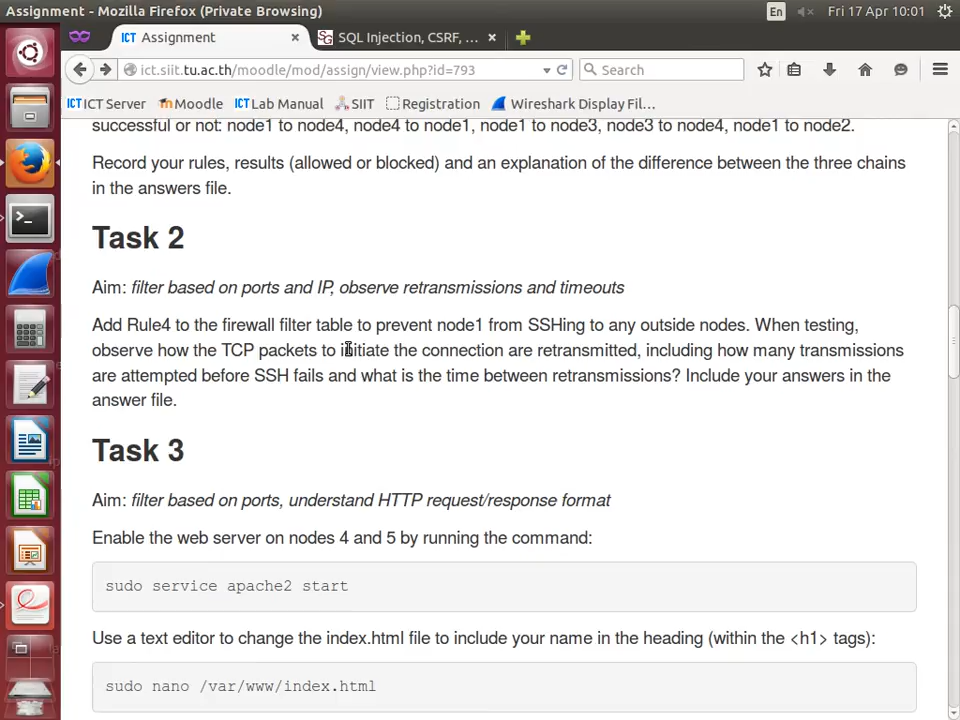 Assignment - Mozilla Firefox (Private Browsing)
En
Fri 17 Apr 10:01
ICT Assignment
SQL Injection, CSRF, ...
ict.siit.tu.ac.th/moodle/mod/assign/view.php?id=793
Search
ICT ICT Server
Moodle
ICT Lab Manual
SIIT
Registration
Wireshark Display Fil...
successful or not: node1 to node4, node4 to node1, node1 to node3, node3 to node4, node1 to node2.
Record your rules, results (allowed or blocked) and an explanation of the difference between the three chains
in the answers file.
Task 2
Aim: filter based on ports and IP, observe retransmissions and timeouts
Add Rule4 to the firewall filter table to prevent node1 from SSHing to any outside nodes. When testing,
observe how the TCP packets to initiate the connection are retransmitted, including how many transmissions
are attempted before SSH fails and what is the time between retransmissions? Include your answers in the
answer file.
Task 3
Aim: filter based on ports, understand HTTP request/response format
Enable the web server on nodes 4 and 5 by running the command:
sudo service apache2 start
Use a text editor to change the index.html file to include your name in the heading (within the <h1> tags):
sudo nano /var/www/index.html